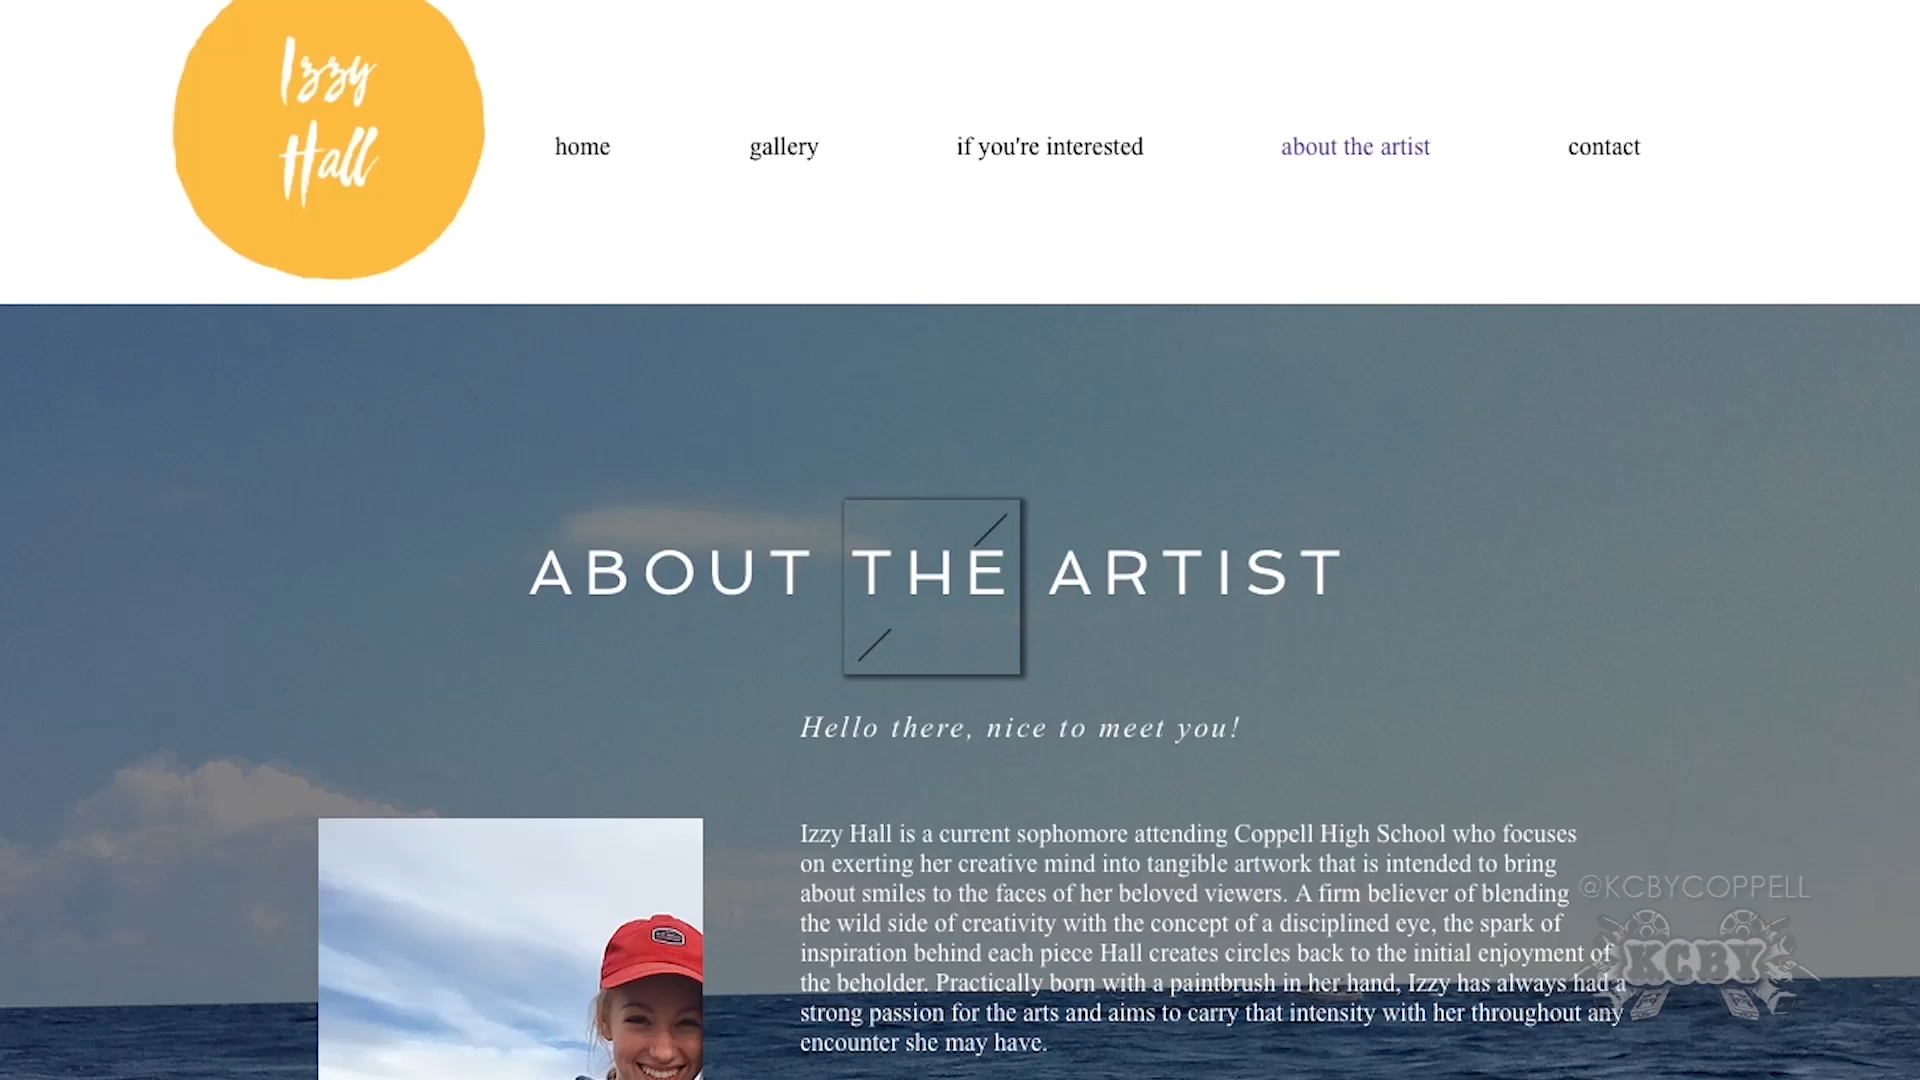 Izzy
Hall
home
gallery
if you're interested
about the artist
contact
ABOUT THE ARTIST
Hello there, nice to meet you!
Izzy Hall is a current sophomore attending Coppell High School who focuses
on exerting her creative mind into tangible artwork that is intended to bring
about smiles to the faces of her beloved viewers. A firm believer of blending
the wild side of creativity with the concept of a disciplined eye, the spark of
inspiration behind each piece Hall creates circles back to the initial enjoyment of
the beholder. Practically born with a paintbrush in her hand, Izzy has always had a
strong passion for the arts and aims to carry that intensity with her throughout any
encounter she may have.
@KCBYCOPPELL
KCBY